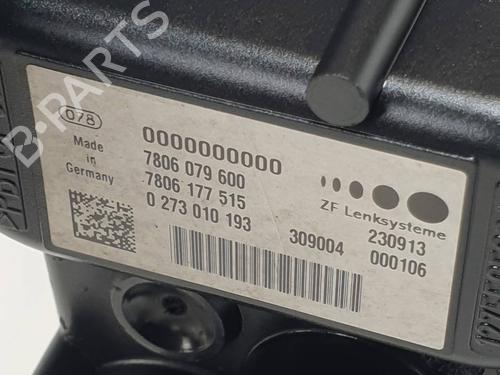 078
0000000000
Made in Germany
7806 079 600
7806 177 515
0 273 010 193
ZF Lenksysteme
309004
230913
000106